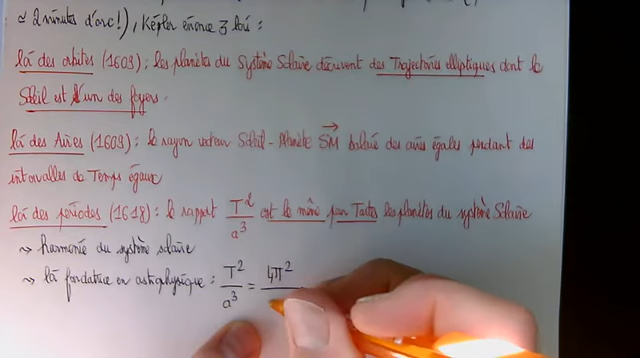 ≈ 2 minutes d'arc!), Képler énonce 3 lois :
loi des orbites (1609) : les planètes du Système Solaire décrivent des Trajectoires elliptiques dont le
Soleil est l'un des foyers.
loi des Aires (1609) : le rayon vecteur Soleil - Planète SM balaie des aires égales pendant des
intervalles de Temps égaux
loi des périodes (1618) : le rapport T²/a³ est le même pour Toutes les planètes du système Solaire
↝ harmonie du système solaire
↝ loi fondatrice en astrophysique : T²/a³ = 4π²